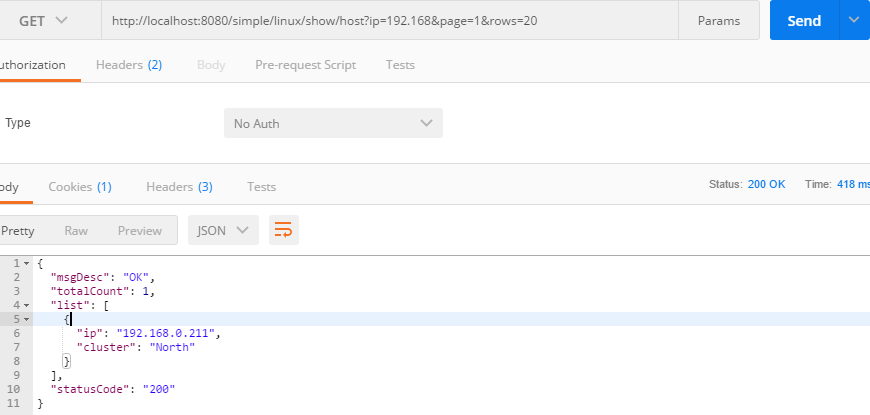 GET http://localhost:8080/simple/linux/show/host?ip=192.168&page=1&rows=20 Params Send
uthorization Headers (2) Body Pre-request Script Tests
Type No Auth
ody Cookies (1) Headers (3) Tests Status: 200 OK Time: 418 ms
Pretty Raw Preview JSON
1 {
2 "msgDesc": "OK",
3 "totalCount": 1,
4 "list": [
5 {
6 "ip": "192.168.0.211",
7 "cluster": "North"
8 }
9 ],
10 "statusCode": "200"
11 }